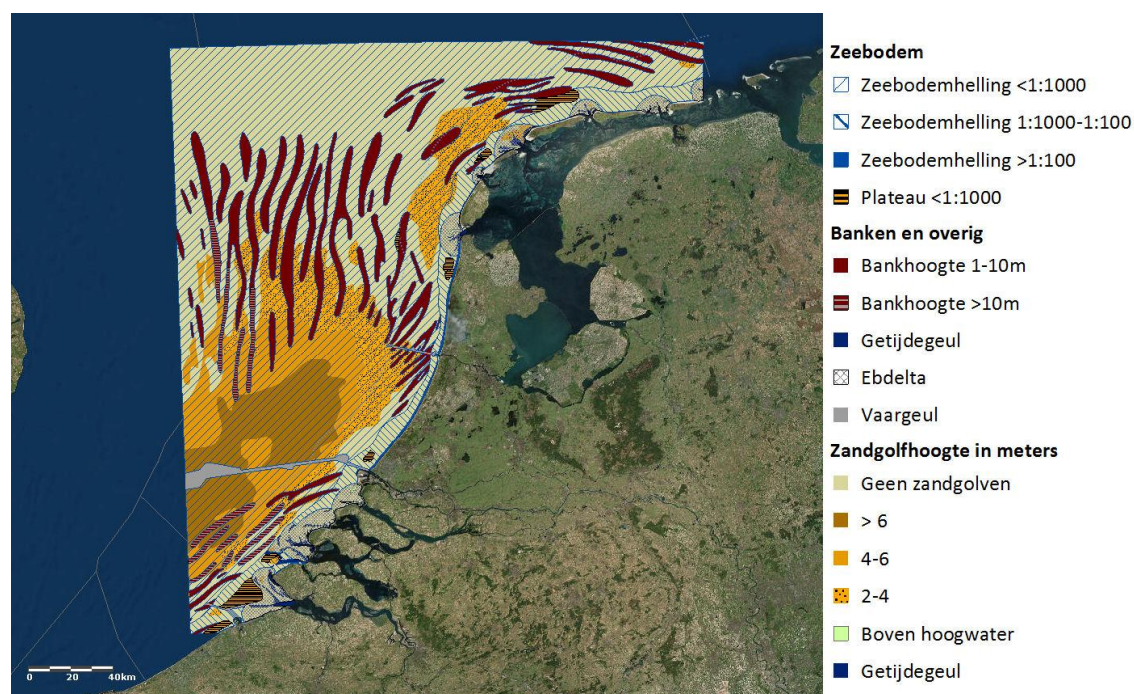 Zeebodem
Zeebodemhelling <1:1000
Zeebodemhelling 1:1000-1:100
Zeebodemhelling >1:100
Plateau <1:1000
Banken en overig
Bankhoogte 1-10m
Bankhoogte >10m
Getijdegeul
Ebdelta
Vaargeul
Zandgolfhoogte in meters
Geen zandgolven
> 6
4-6
2-4
Boven hoogwater
Getijdegeul
0 20 40km